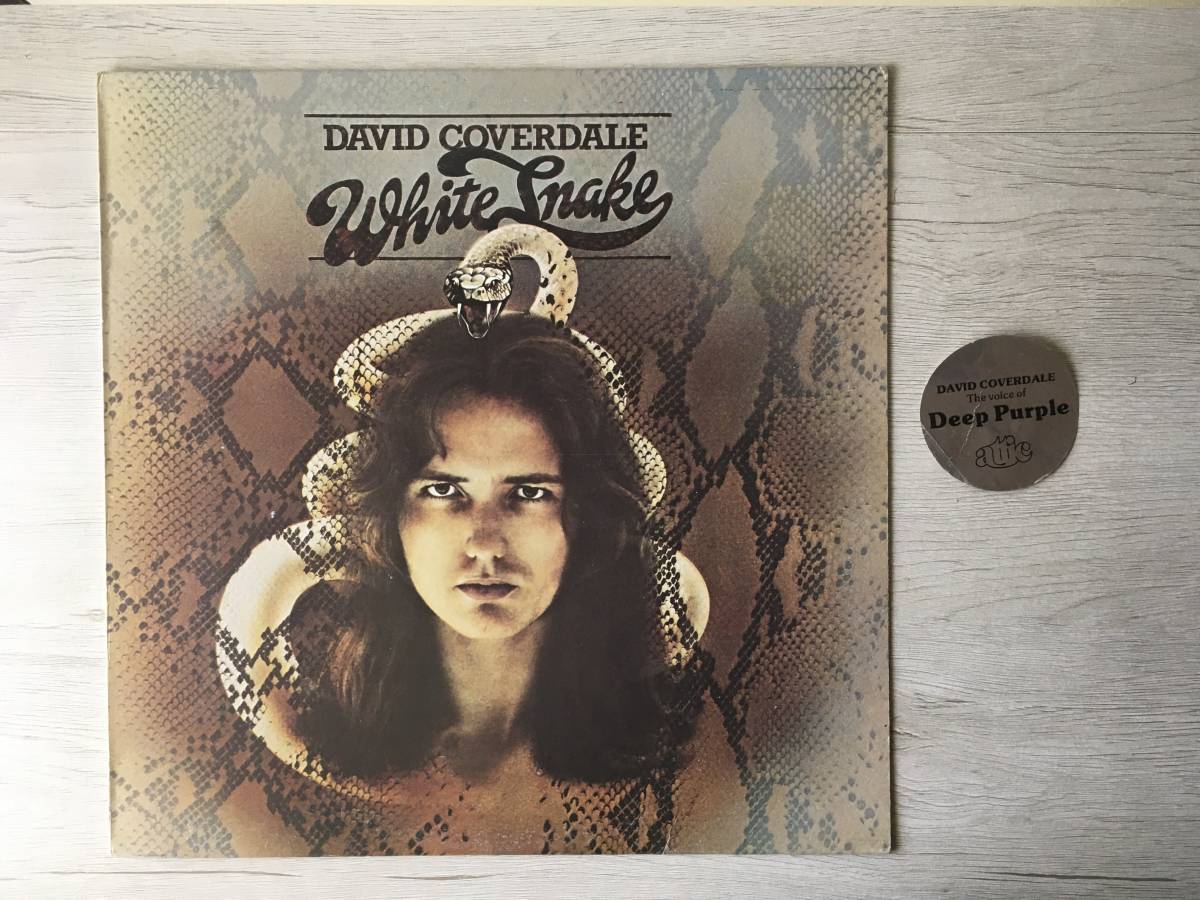 DAVID COVERDALE
White Snake
DAVID COVERDALE
The voice of
Deep Purple